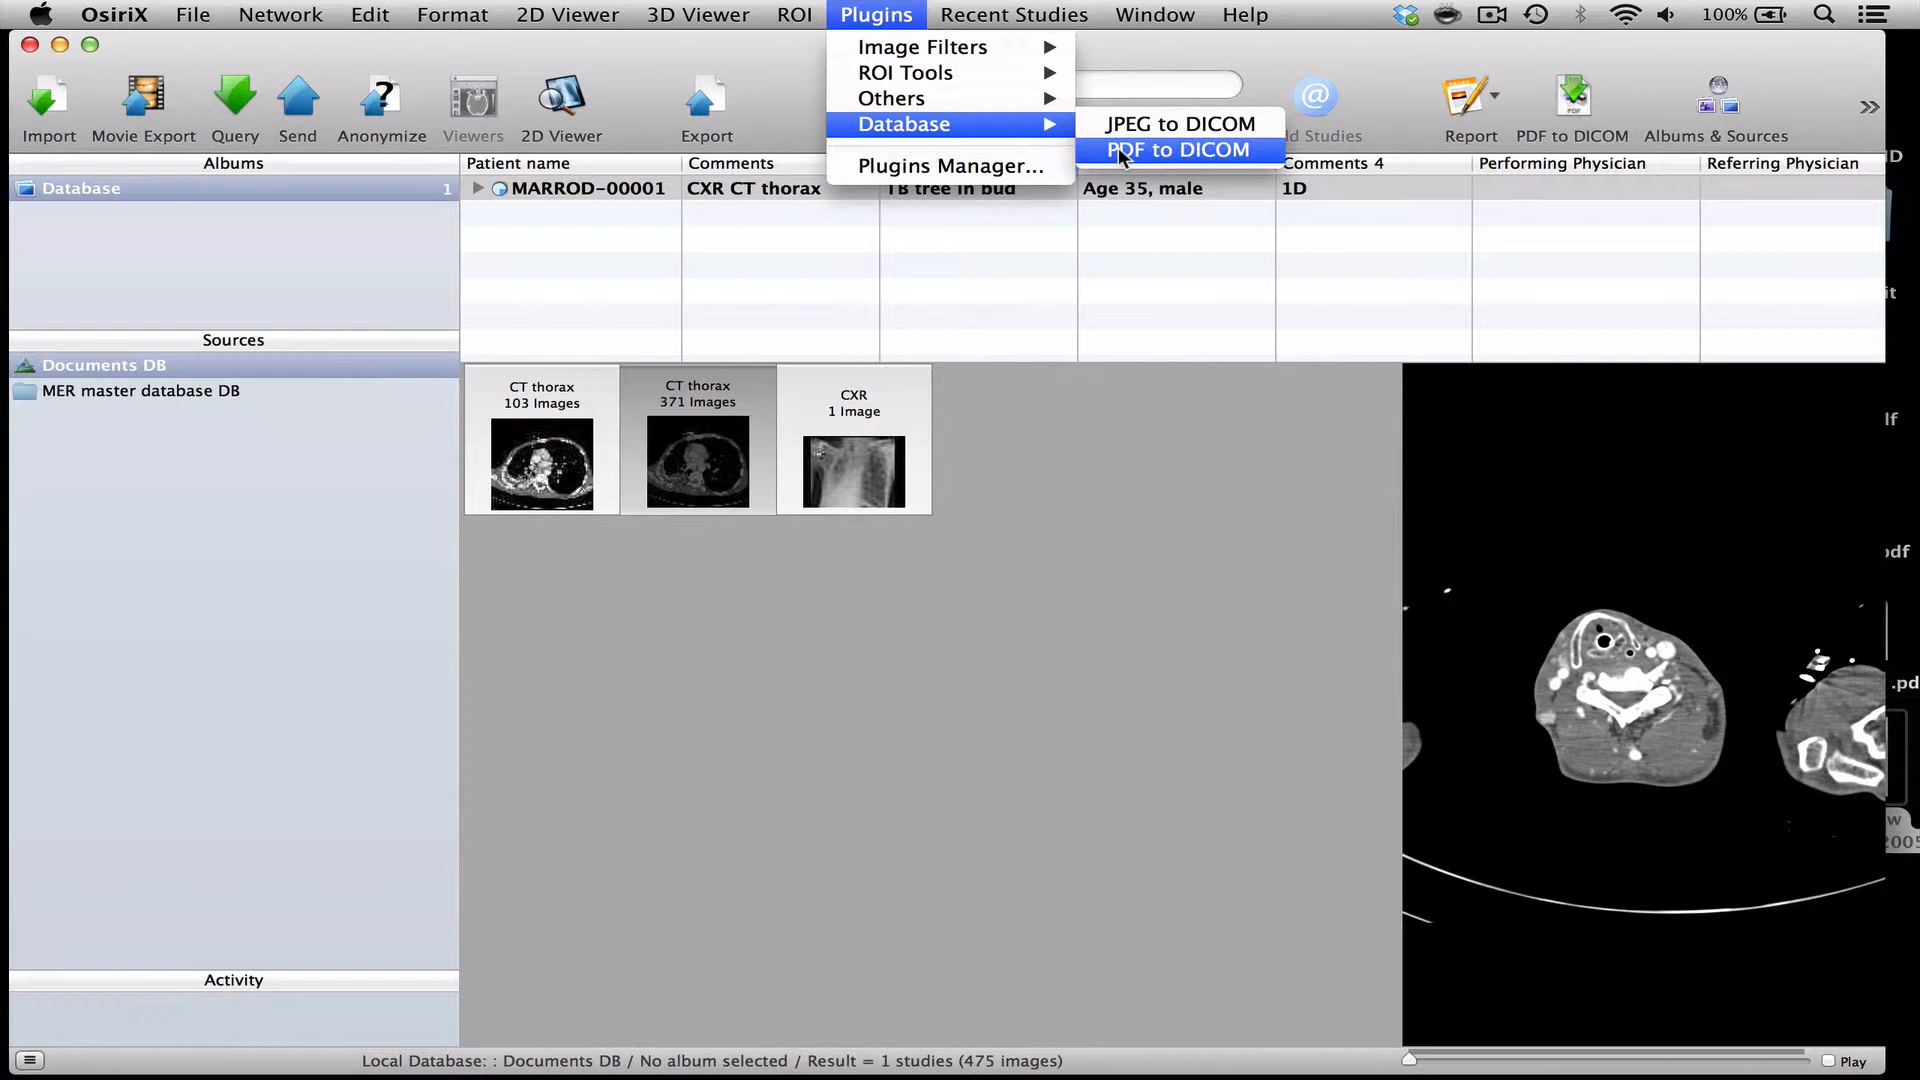 OsiriX File Network Edit Format 2D Viewer 3D Viewer ROI Plugins Recent Studies Window Help 100%
Image Filters
ROI Tools
Others
Database
Plugins Manager...
JPEG to DICOM
PDF to DICOM
Import Movie Export Query Send Anonymize Viewers 2D Viewer Export d Studies Report PDF to DICOM Albums & Sources
Albums
Patient name Comments Comments 4 Performing Physician Referring Physician
Database 1
MARROD-00001 CXR CT thorax TB tree in bud Age 35, male 1D
Sources
Documents DB
MER master database DB
CT thorax
103 Images
CT thorax
371 Images
CXR
1 Image
Activity
Local Database: : Documents DB / No album selected / Result = 1 studies (475 images)
Play